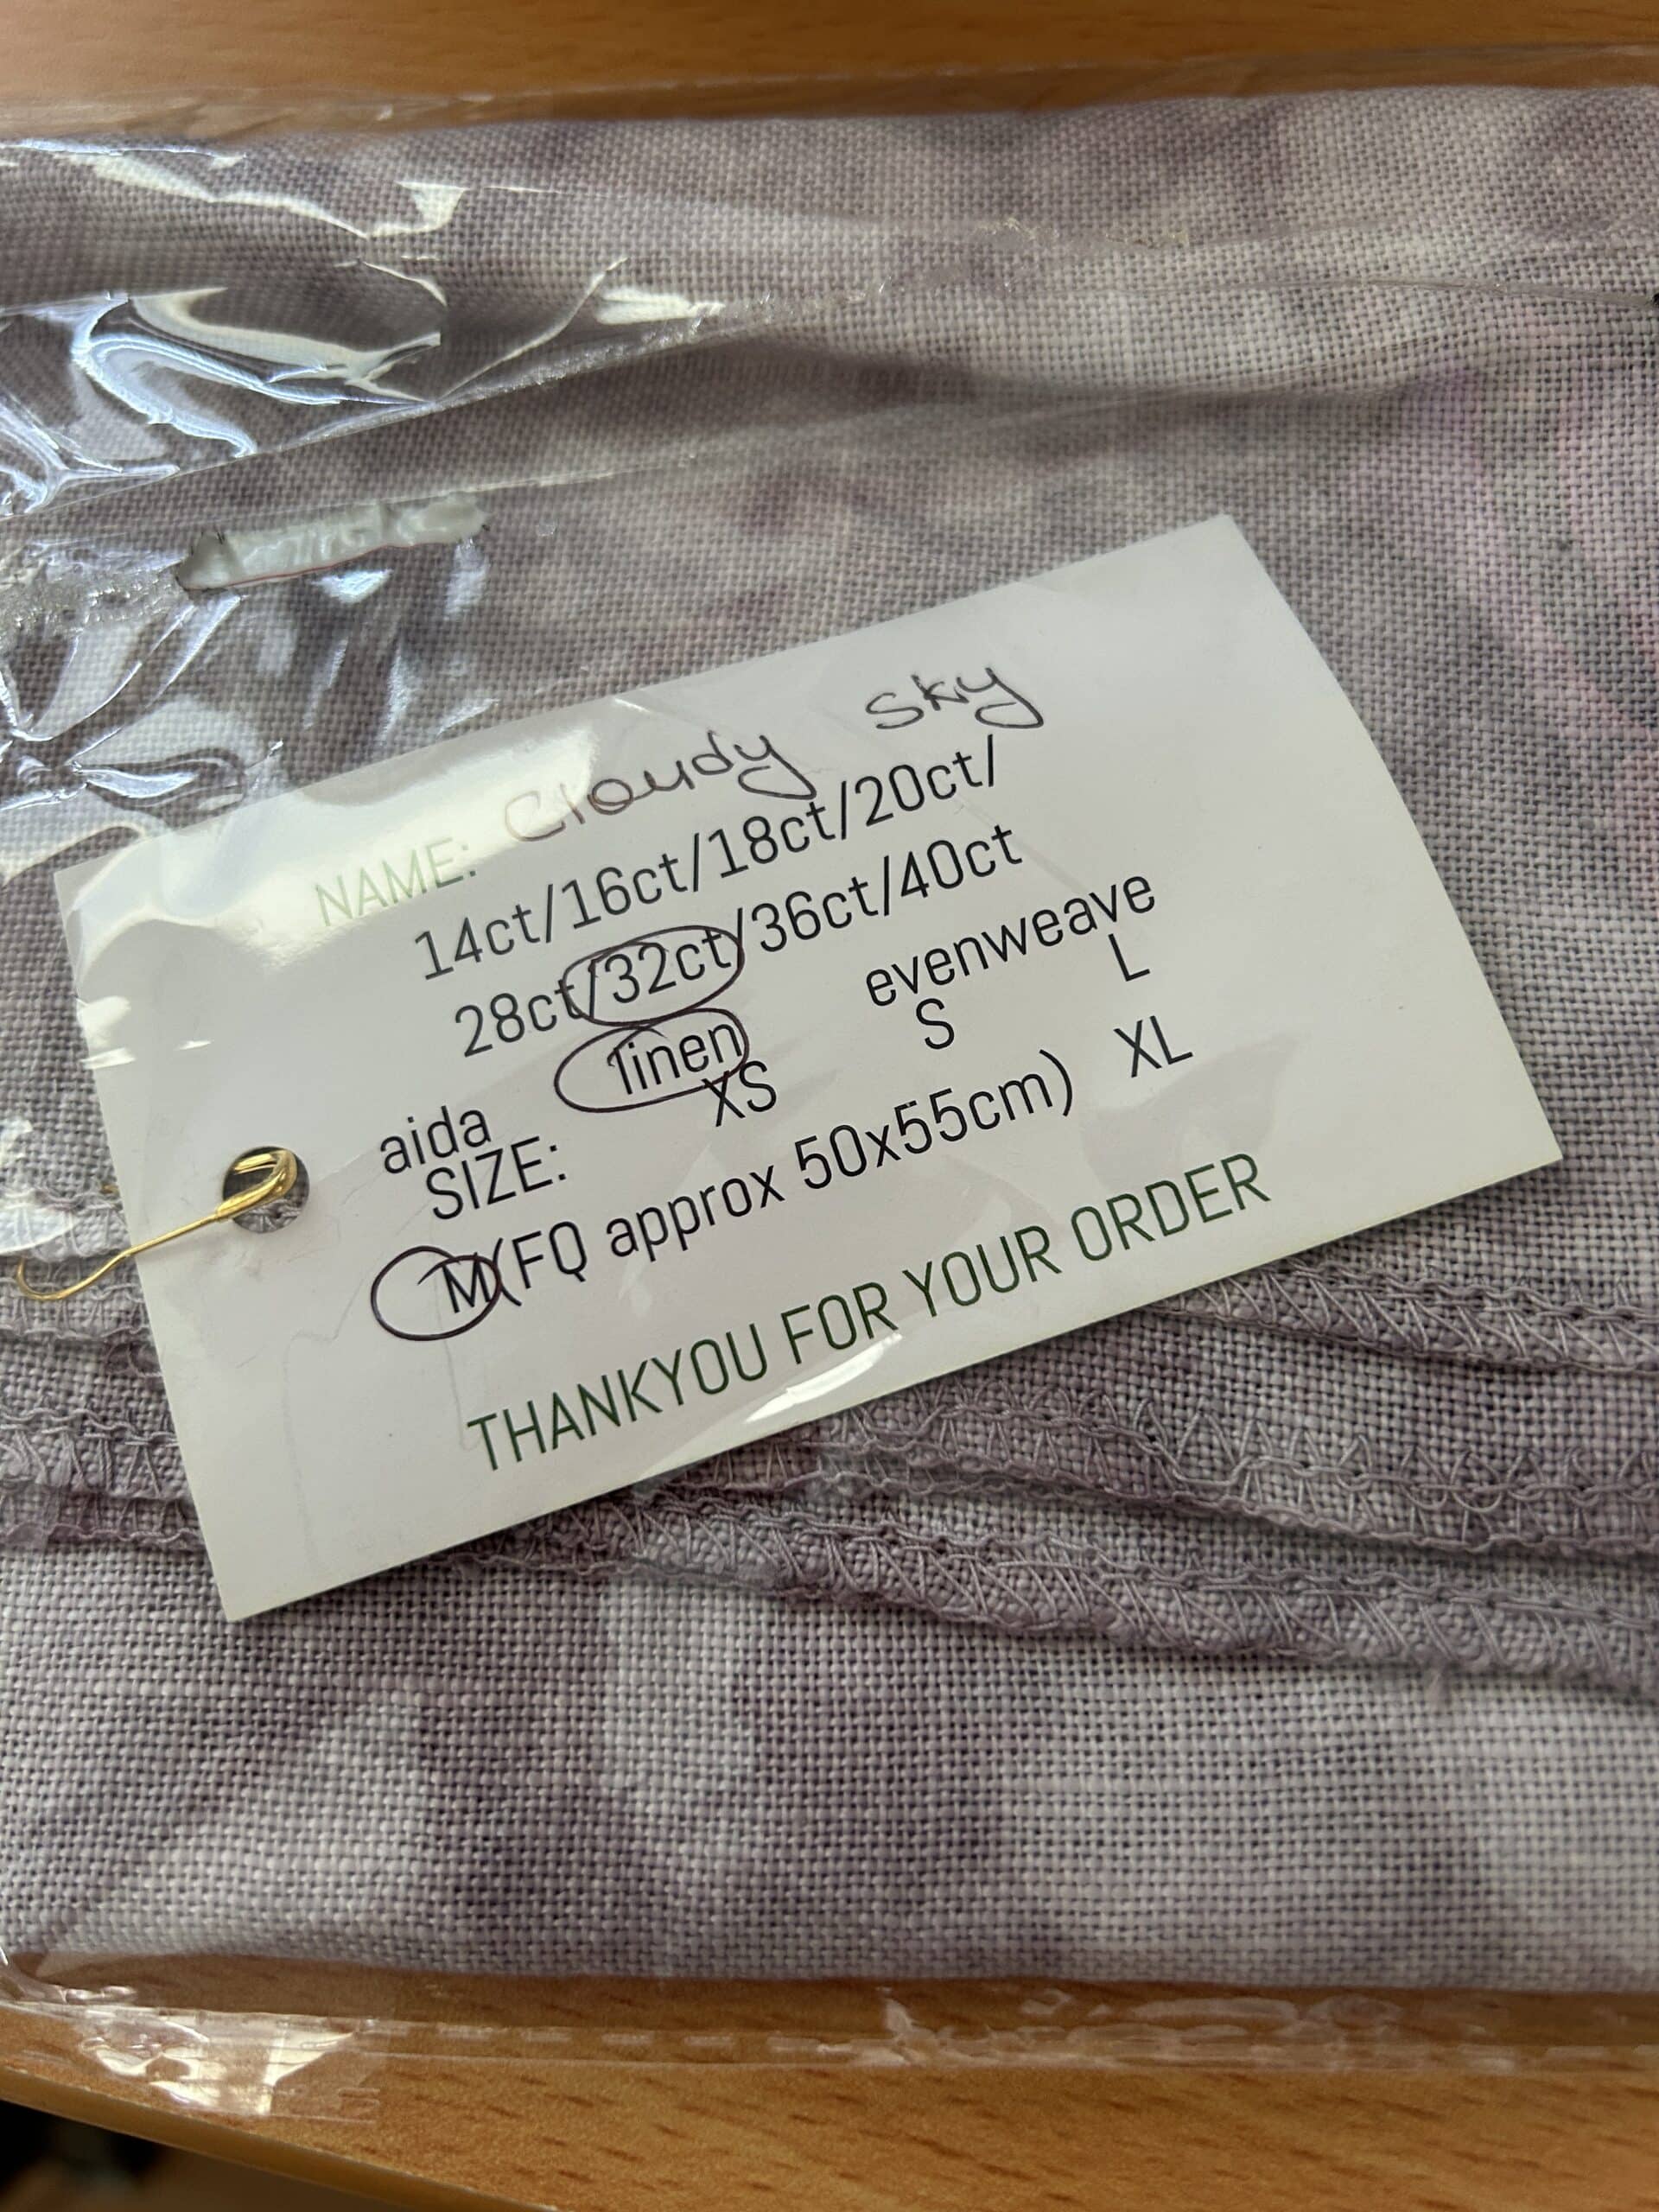 NAME: Cloudy sky
14ct/16ct/18ct/20ct/
28ct/32ct/36ct/40ct
aida linen evenweave
SIZE: XS S L
M(FQ approx 50x55cm) XL
THANKYOU FOR YOUR ORDER